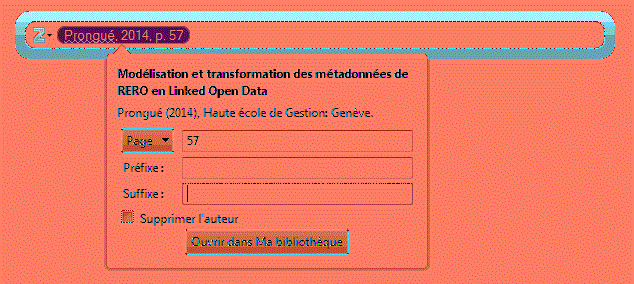 Z Prongué, 2014, p. 57
Modélisation et transformation des métadonnées de
RERO en Linked Open Data
Prongué (2014), Haute école de Gestion: Genève.
Page 57
Préfixe :
Suffixe :
Supprimer l'auteur
Ouvrir dans Ma bibliothèque